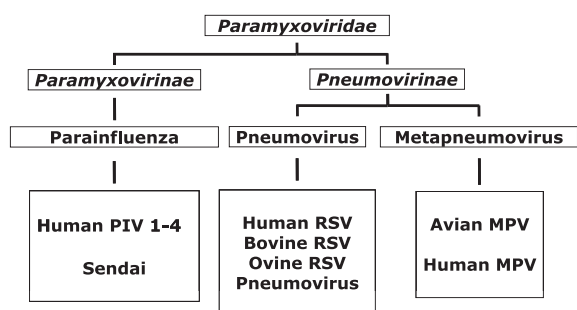 Paramyxoviridae
Paramyxovirinae
Pneumovirinae
Parainfluenza
Pneumovirus
Metapneumovirus
Human PIV 1-4
Sendai
Human RSV
Bovine RSV
Ovine RSV
Pneumovirus
Avian MPV
Human MPV